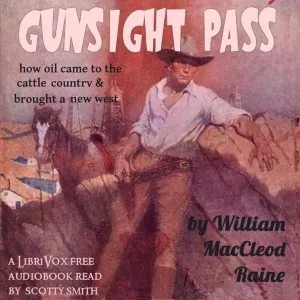 GUNSIGHT PASS
how oil came to the
cattle country &
brought a new west
by William
MacCleod
Raine
A LIBRIVOX FREE
AUDIOBOOK READ
BY SCOTTY SMITH